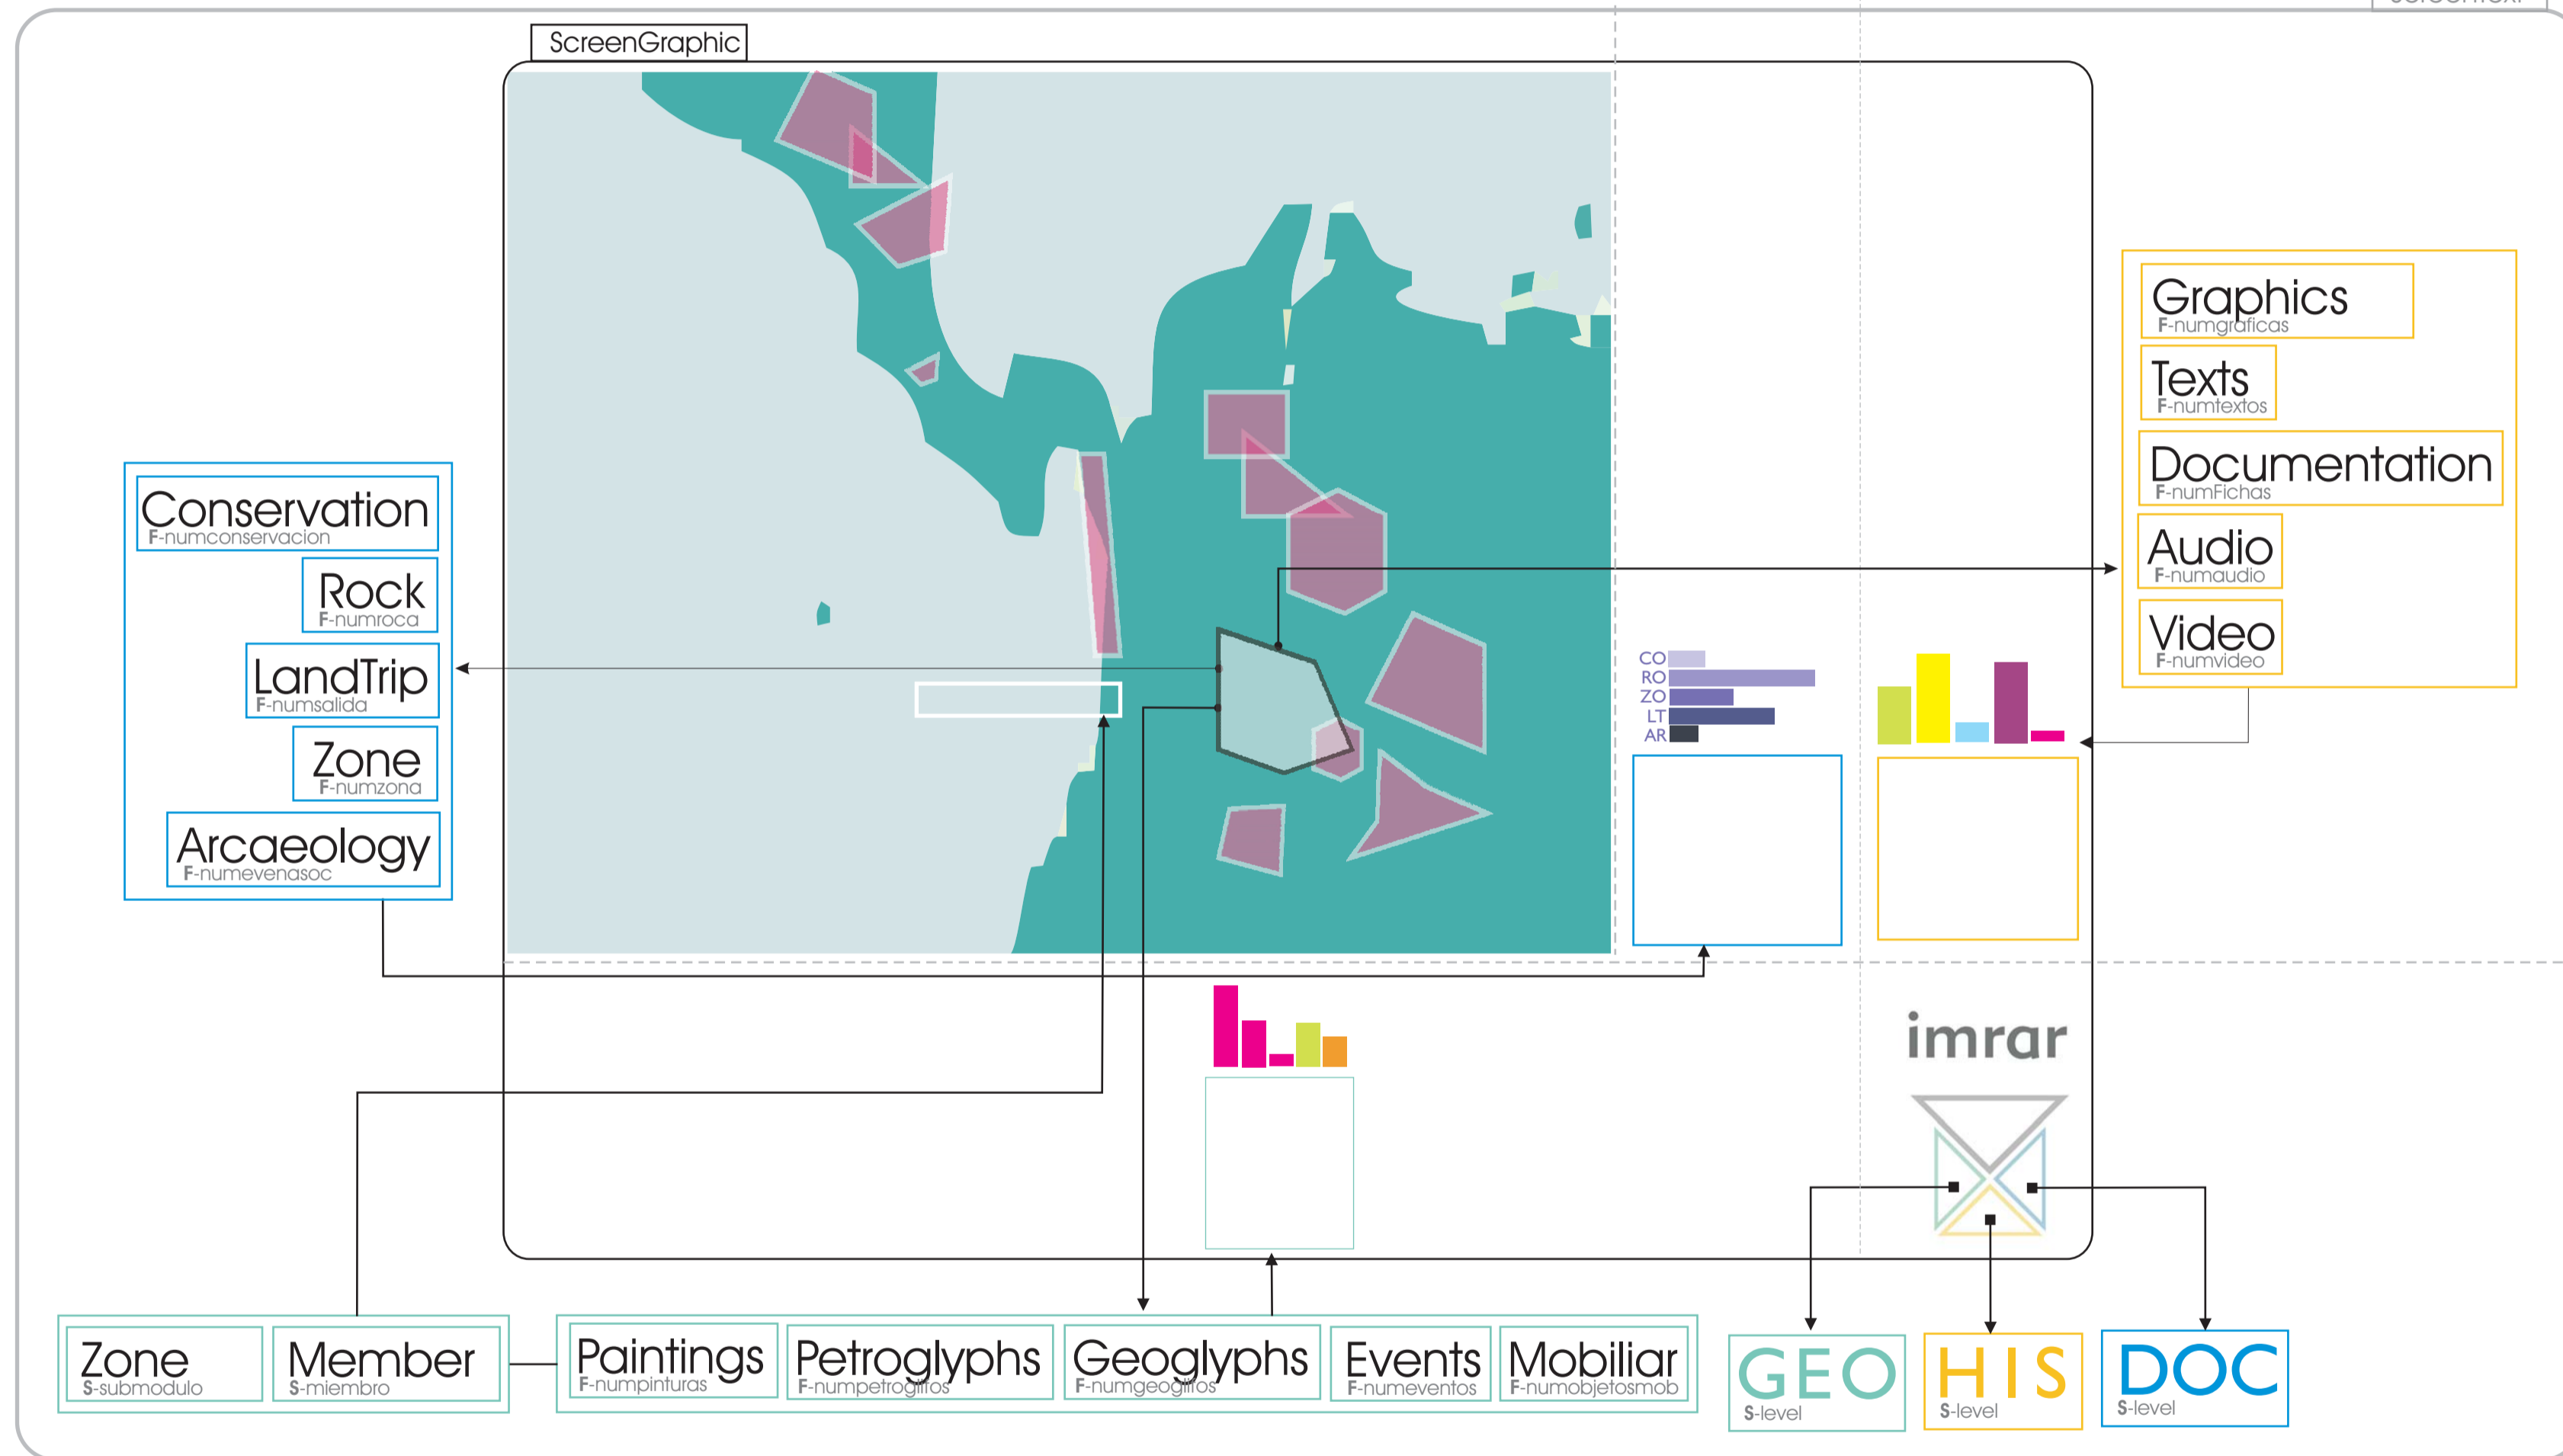 ScreenGraphic
Graphics
F-numgraficas
Texts
F-numtextos
Documentation
F-numFichas
Audio
F-numaudio
Video
F-numvideo
Conservation
F-numconservacion
Rock
F-numroca
LandTrip
F-numsalida
Zone
F-numzona
Arcaeology
F-numevenasoc
CO
RO
ZO
LT
AR
imrar
Zone
S-submodulo
Member
S-miembro
Paintings
F-numpinturas
Petroglyphs
F-numpetroglifos
Geoglyphs
F-numgeoglifos
Events
F-numeventos
Mobiliar
F-numobjetosmob
GEO
S-level
HIS
S-level
DOC
S-level